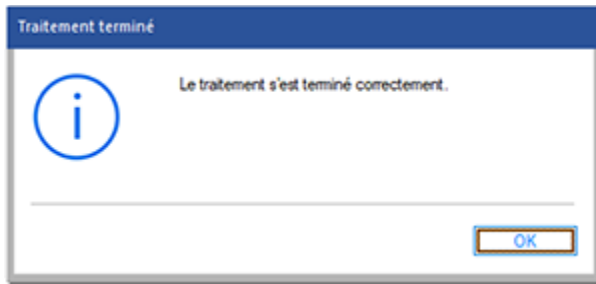 Traitement terminé
Le traitement s'est terminé correctement.
OK